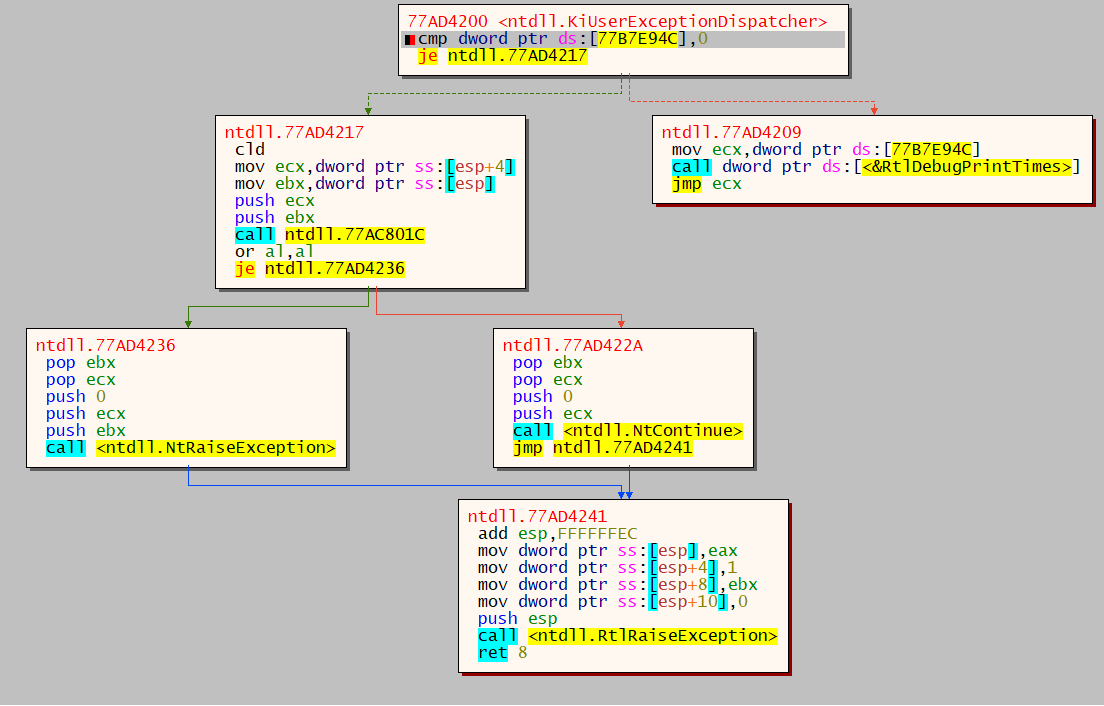 77AD4200 <ntdll.KiUserExceptionDispatcher>
cmp dword ptr ds:[77B7E94C],0
je ntdll.77AD4217
ntdll.77AD4217
cld
mov ecx,dword ptr ss:[esp+4]
mov ebx,dword ptr ss:[esp]
push ecx
push ebx
call ntdll.77AC801C
or al,al
je ntdll.77AD4236
ntdll.77AD4209
mov ecx,dword ptr ds:[77B7E94C]
call dword ptr ds:[<&RtlDebugPrintTimes>]
jmp ecx
ntdll.77AD4236
pop ebx
pop ecx
push 0
push ecx
push ebx
call <ntdll.NtRaiseException>
ntdll.77AD422A
pop ebx
pop ecx
push 0
push ecx
call <ntdll.NtContinue>
jmp ntdll.77AD4241
ntdll.77AD4241
add esp,FFFFFFEC
mov dword ptr ss:[esp],eax
mov dword ptr ss:[esp+4],1
mov dword ptr ss:[esp+8],ebx
mov dword ptr ss:[esp+10],0
push esp
call <ntdll.RtlRaiseException>
ret 8